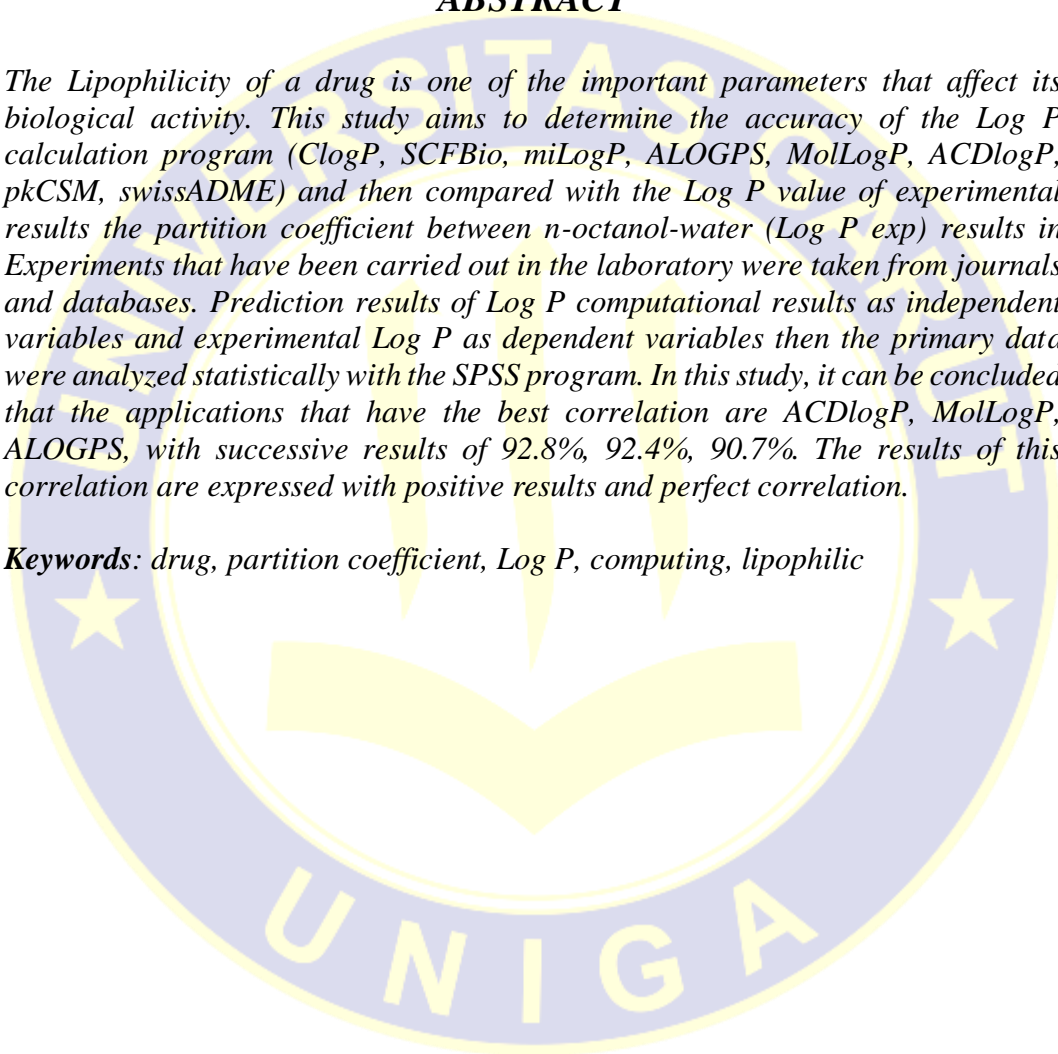 ABSTRACT
The Lipophilicity of a drug is one of the important parameters that affect its
biological activity. This study aims to determine the accuracy of the Log P
calculation program (ClogP, SCFBio, miLogP, ALOGPS, MolLogP, ACDlogP,
pkCSM, swissADME) and then compared with the Log P value of experimental
results the partition coefficient between n-octanol-water (Log P exp) results in
Experiments that have been carried out in the laboratory were taken from journals
and databases. Prediction results of Log P computational results as independent
variables and experimental Log P as dependent variables then the primary data
were analyzed statistically with the SPSS program. In this study, it can be concluded
that the applications that have the best correlation are ACDlogP, MolLogP,
ALOGPS, with successive results of 92.8%, 92.4%, 90.7%. The results of this
correlation are expressed with positive results and perfect correlation.
Keywords: drug, partition coefficient, Log P, computing, lipophilic
UNIVERSITAS GARUT
UNIGA